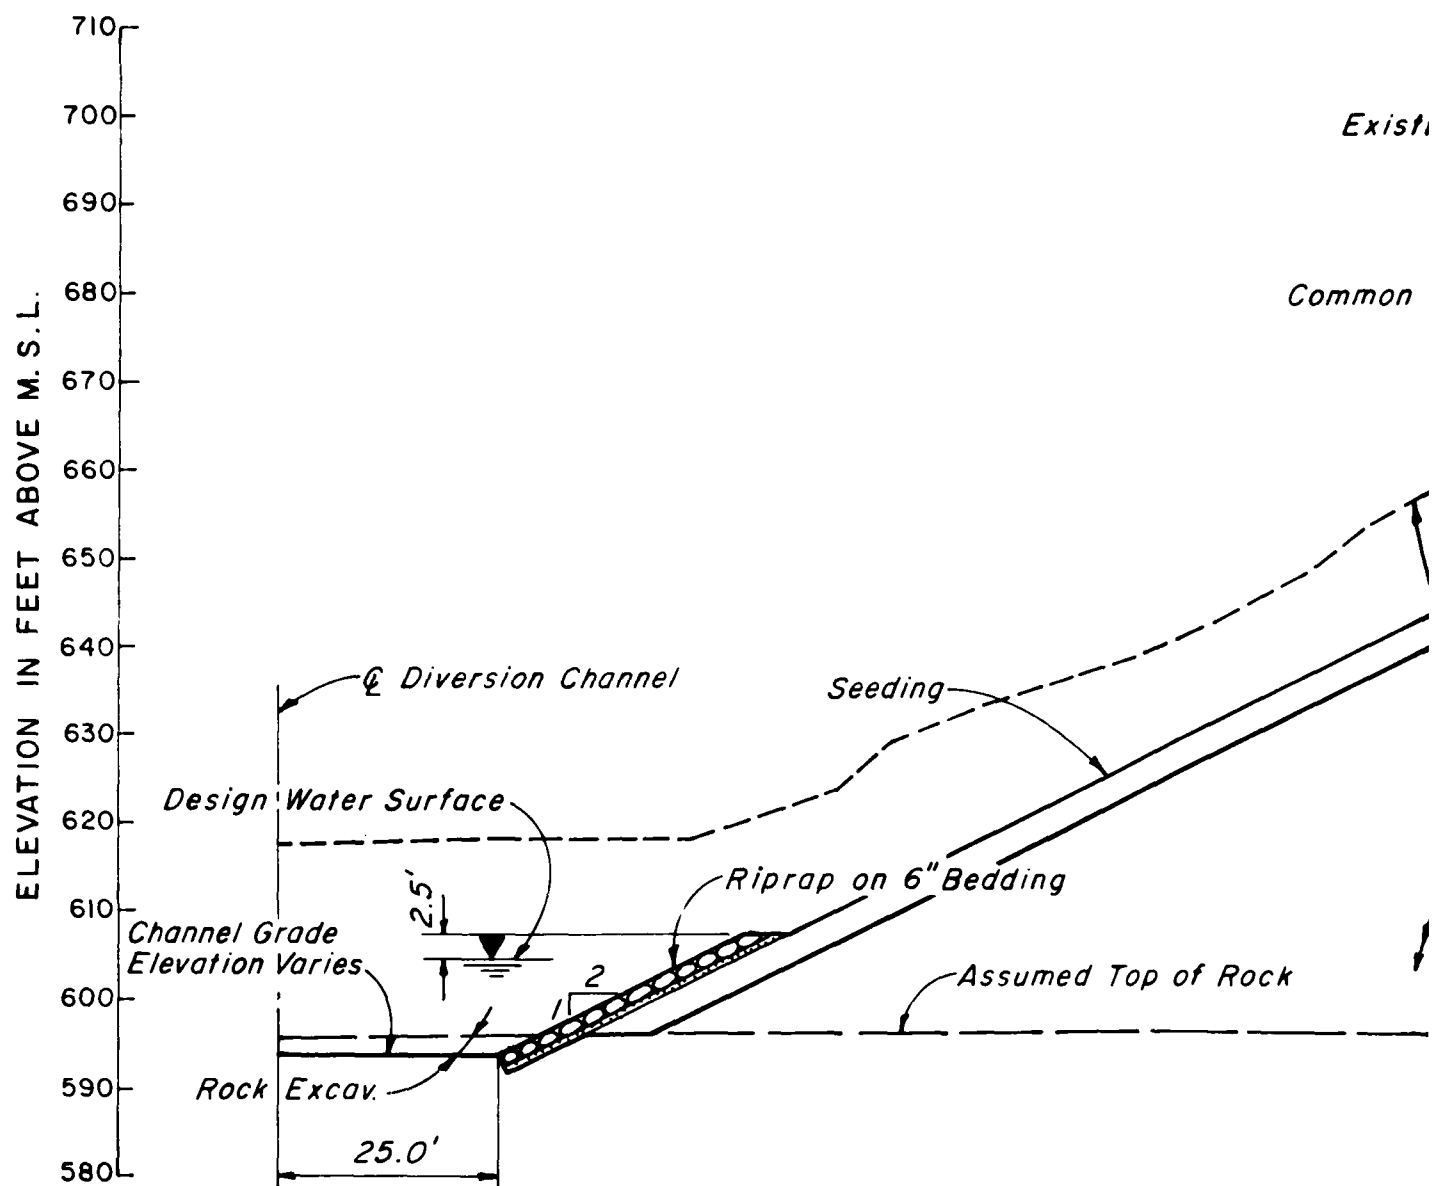 710
700
690
680
670
660
650
640
630
620
610
600
590
580
ELEVATION IN FEET ABOVE M.S.L.
Common
℄ Diversion Channel
Seeding
Design Water Surface
Riprap on 6" Bedding
2.5'
Channel Grade
Elevation Varies
Assumed Top of Rock
2
1
Rock Excav.
25.0'